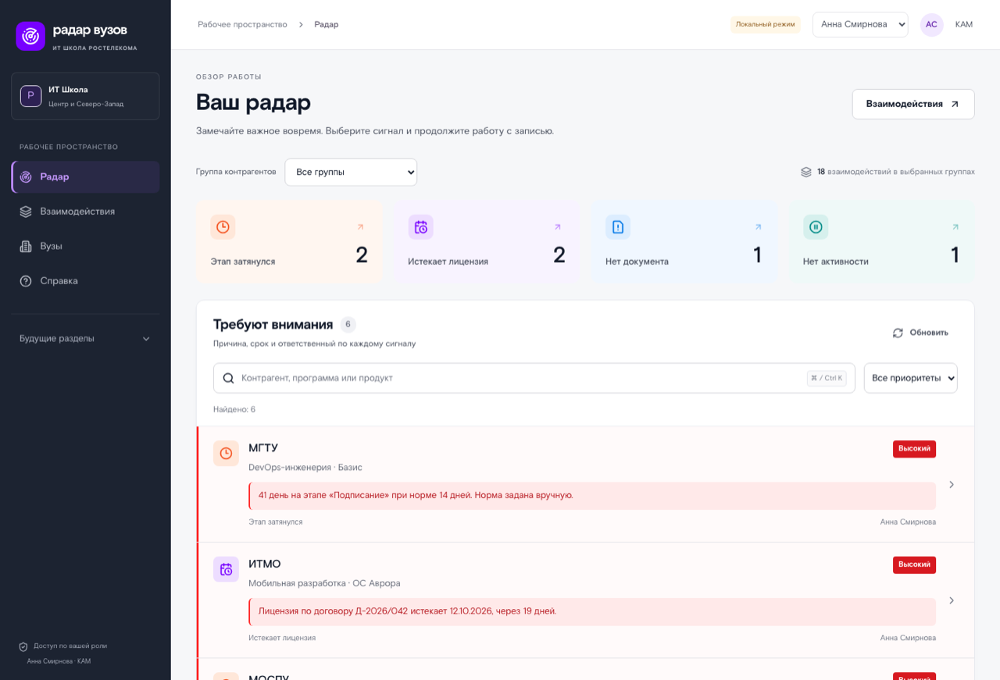 радар вузов
ИТ ШКОЛА РОСТЕЛЕКОМА
Р
ИТ Школа
Центр и Северо-Запад
РАБОЧЕЕ ПРОСТРАНСТВО
Радар
Взаимодействия
Вузы
Справка
Будущие разделы
Доступ по вашей роли
Анна Смирнова · КАМ
Рабочее пространство > Радар
Локальный режим
Анна Смирнова
АС
КАМ
ОБЗОР РАБОТЫ
Ваш радар
Замечайте важное вовремя. Выберите сигнал и продолжите работу с записью.
Взаимодействия
Группа контрагентов
Все группы
18 взаимодействий в выбранных группах
Этап затянулся
2
Истекает лицензия
2
Нет документа
1
Нет активности
1
Требуют внимания 6
Причина, срок и ответственный по каждому сигналу
Обновить
Контрагент, программа или продукт
⌘ / Ctrl K
Все приоритеты
Найдено: 6
МГТУ
Высокий
DevOps-инженерия · Базис
41 день на этапе «Подписание» при норме 14 дней. Норма задана вручную.
Этап затянулся
Анна Смирнова
ИТМО
Высокий
Мобильная разработка · ОС Аврора
Лицензия по договору Д-2026/042 истекает 12.10.2026, через 19 дней.
Истекает лицензия
Анна Смирнова
МОСПУ
Высокий